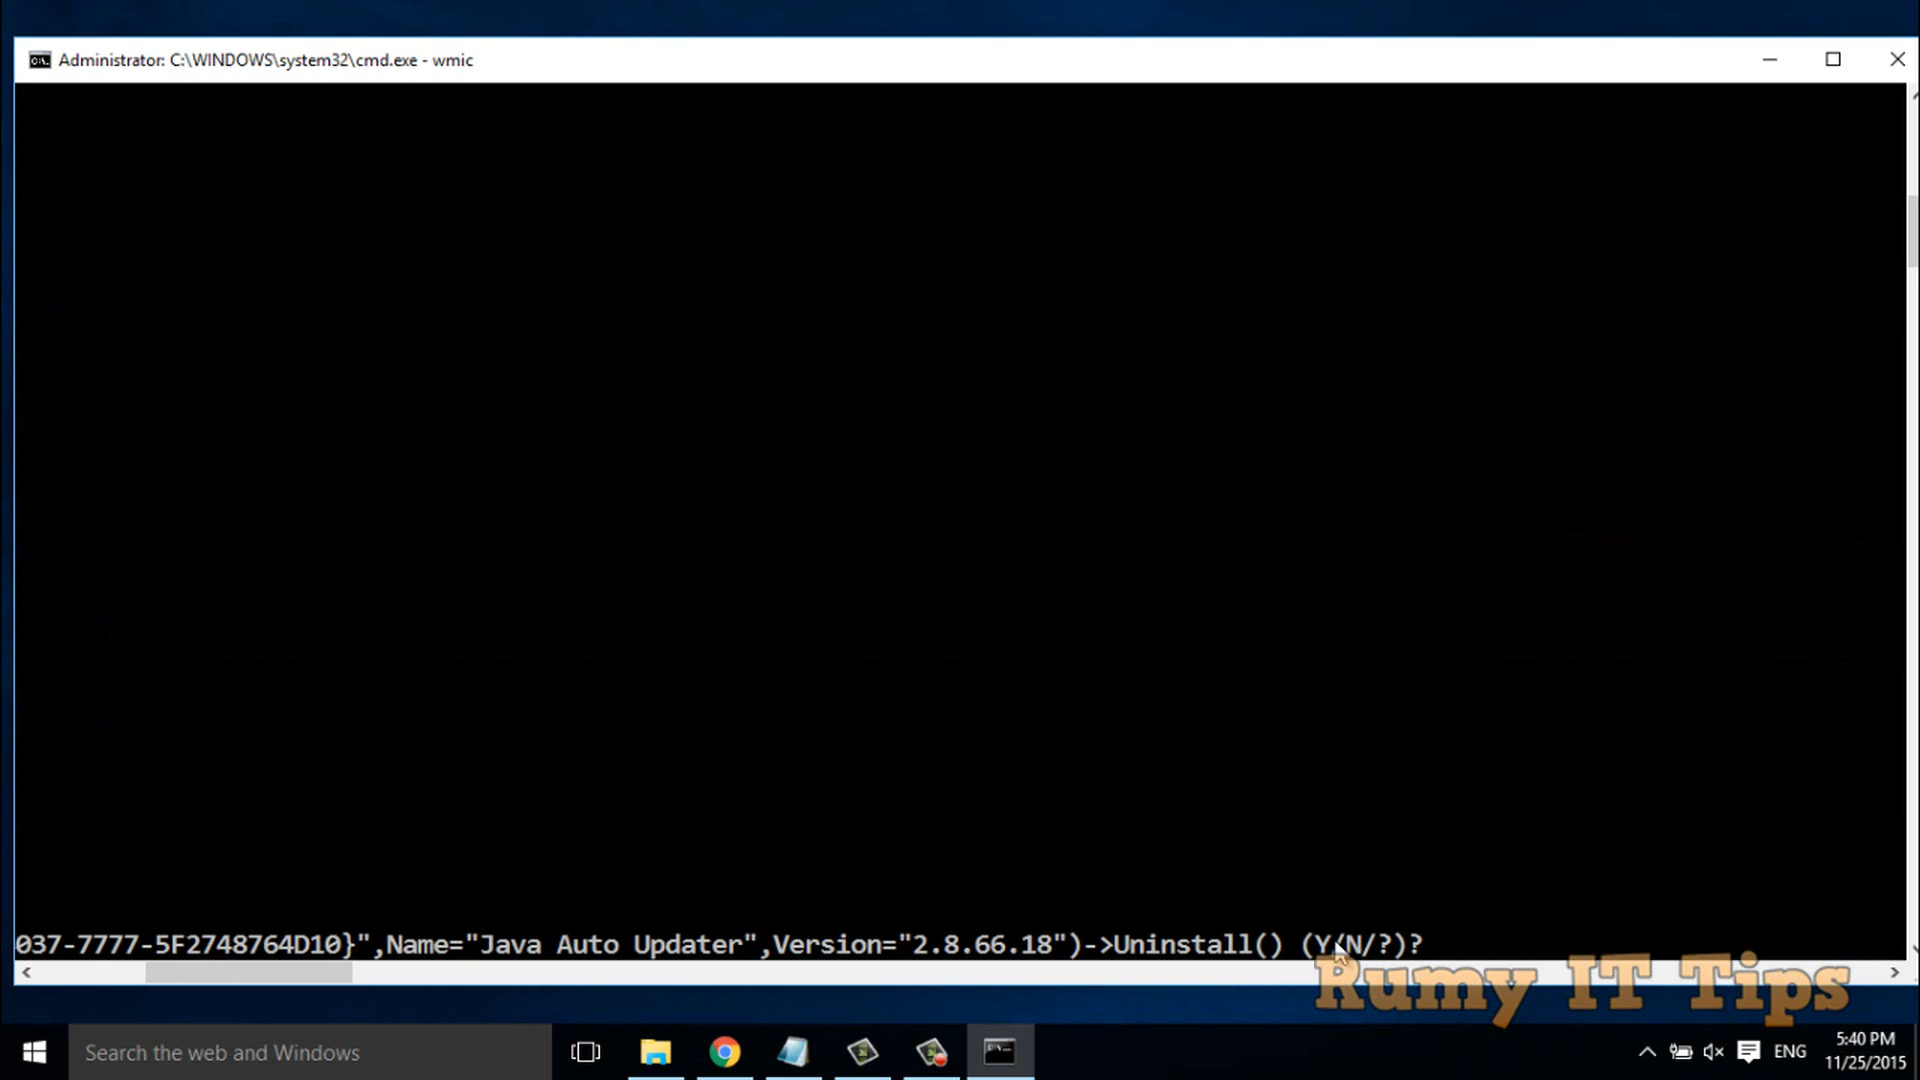 Administrator: C:\WINDOWS\system32\cmd.exe - wmic
037-7777-5F2748764D10}",Name="Java Auto Updater",Version="2.8.66.18")->Uninstall() (Y/N/?)?
Rumy IT Tips
Search the web and Windows
ENG
5:40 PM
11/25/2015